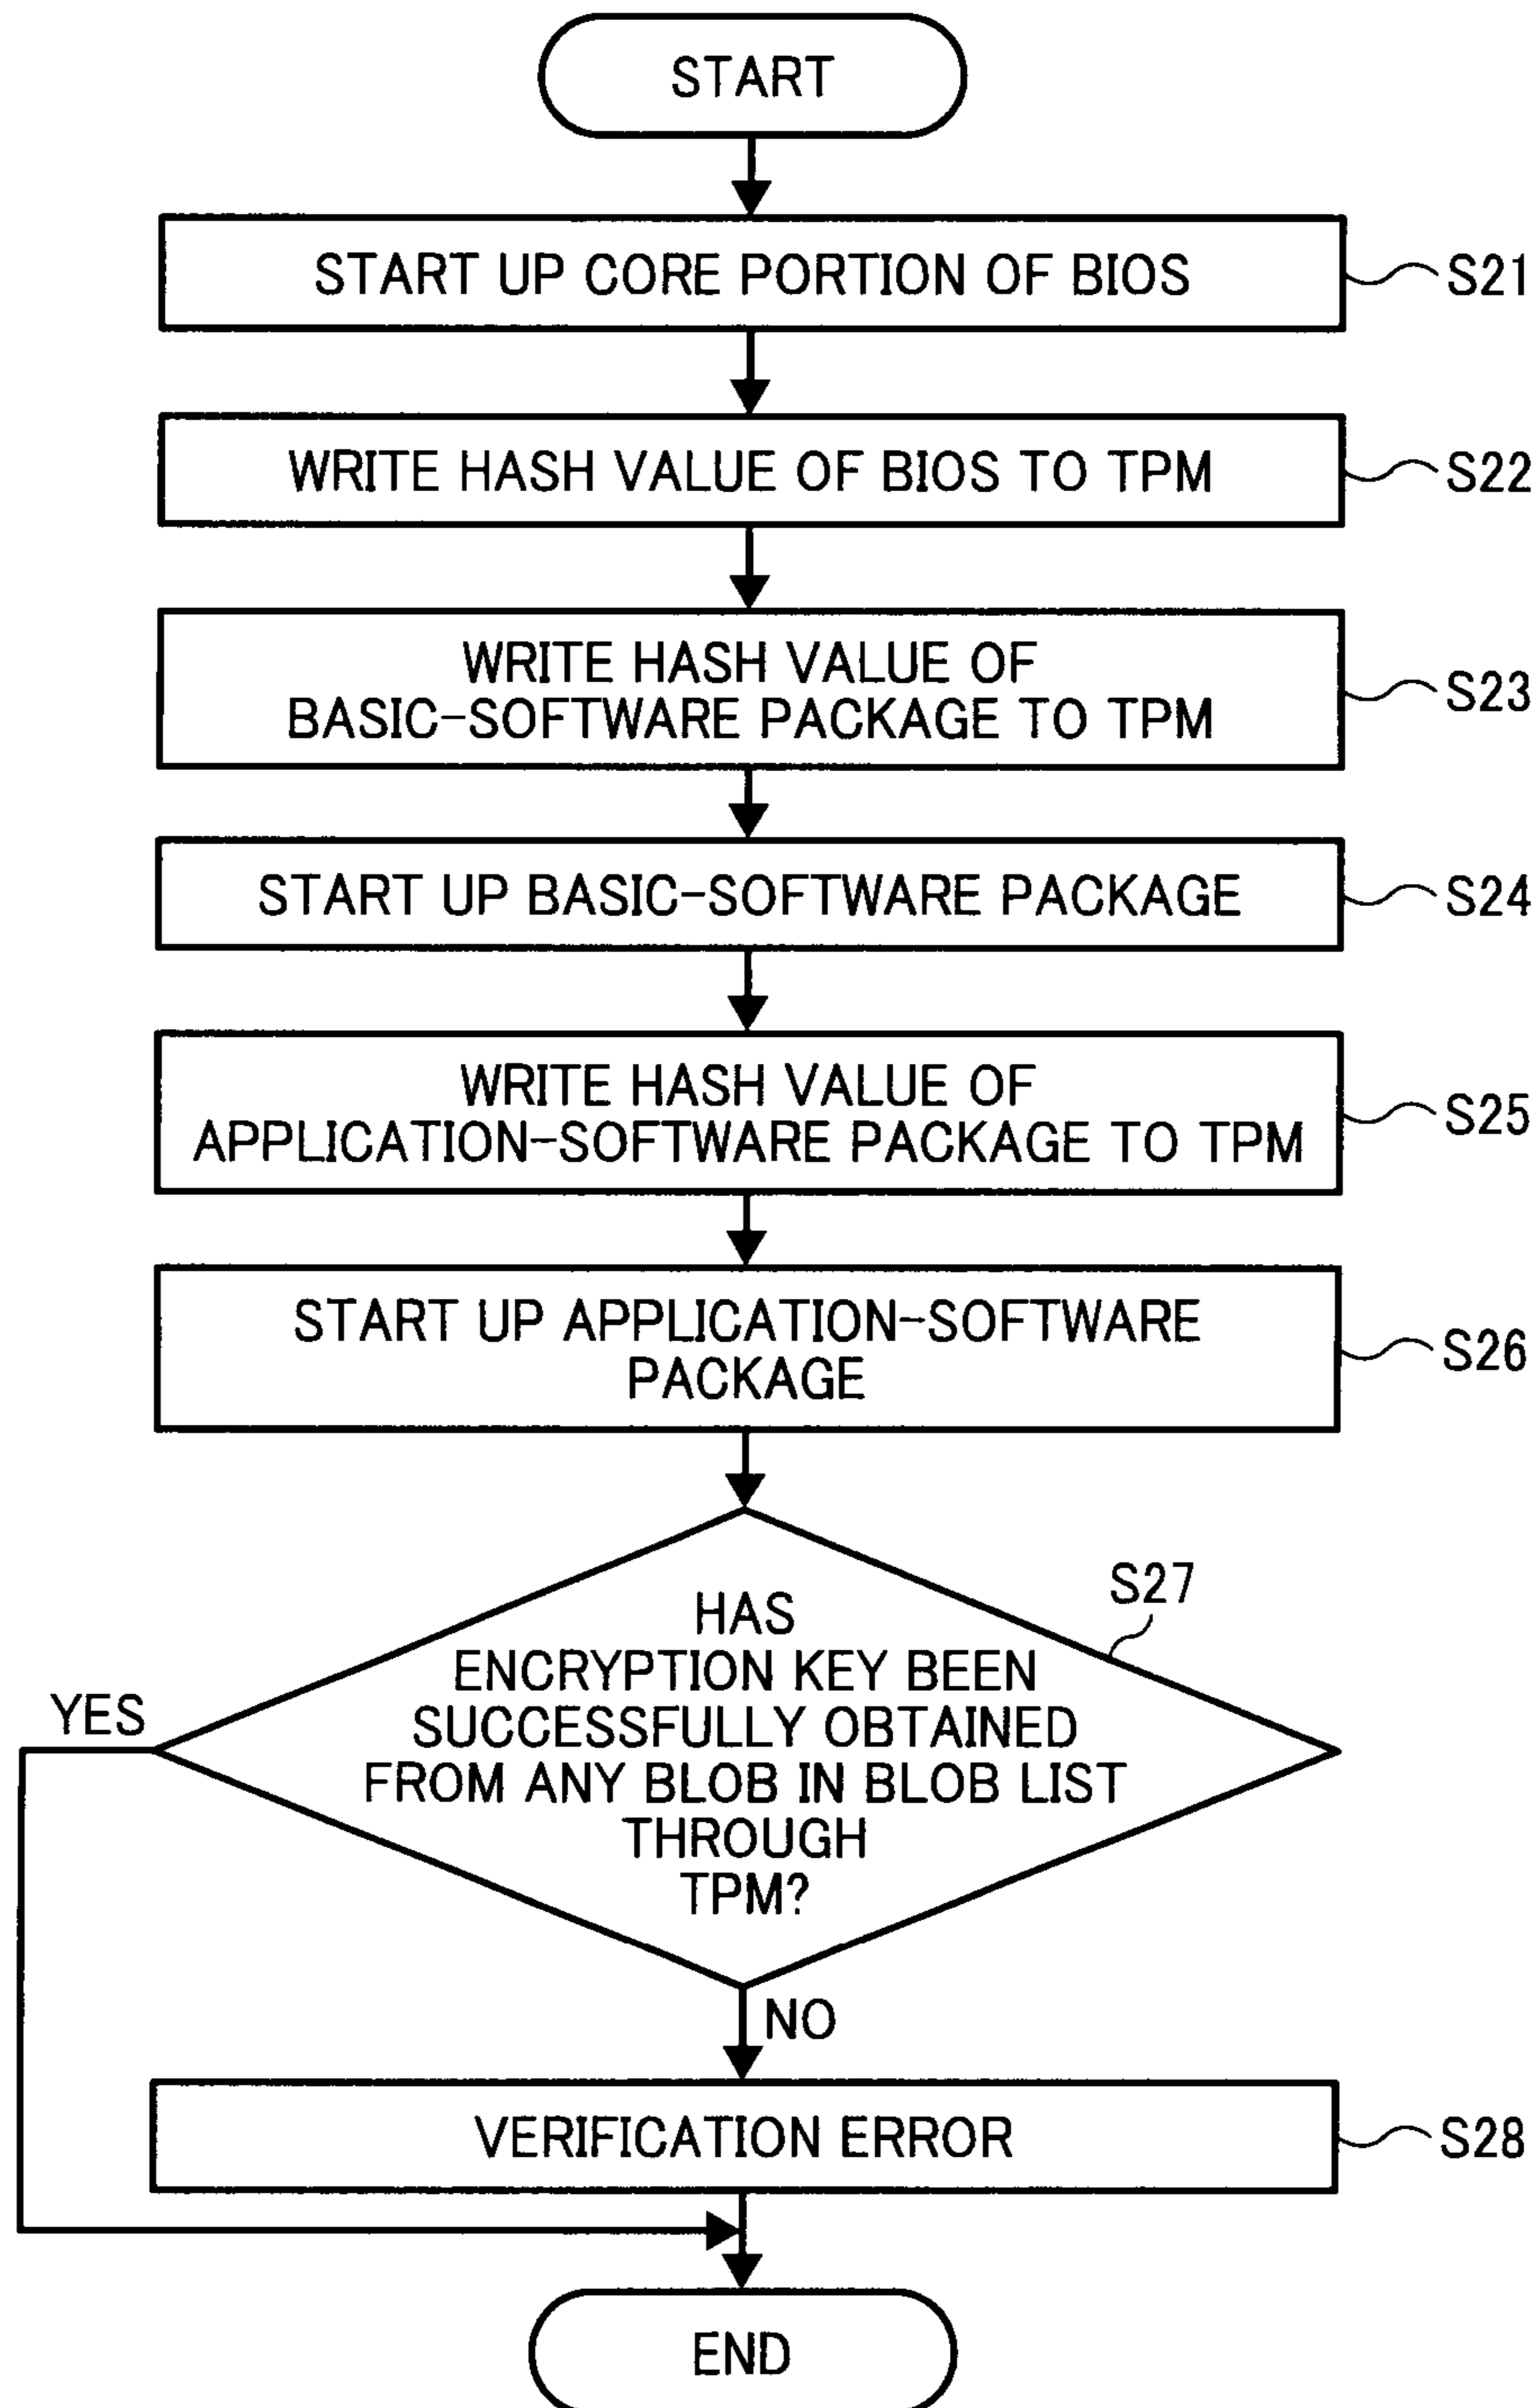 START
START UP CORE PORTION OF BIOS
S21
WRITE HASH VALUE OF BIOS TO TPM
S22
WRITE HASH VALUE OF
BASIC-SOFTWARE PACKAGE TO TPM
S23
START UP BASIC-SOFTWARE PACKAGE
S24
WRITE HASH VALUE OF
APPLICATION-SOFTWARE PACKAGE TO TPM
S25
START UP APPLICATION-SOFTWARE
PACKAGE
S26
S27
HAS
ENCRYPTION KEY BEEN
SUCCESSFULLY OBTAINED
FROM ANY BLOB IN BLOB LIST
THROUGH
TPM?
YES
NO
VERIFICATION ERROR
S28
END